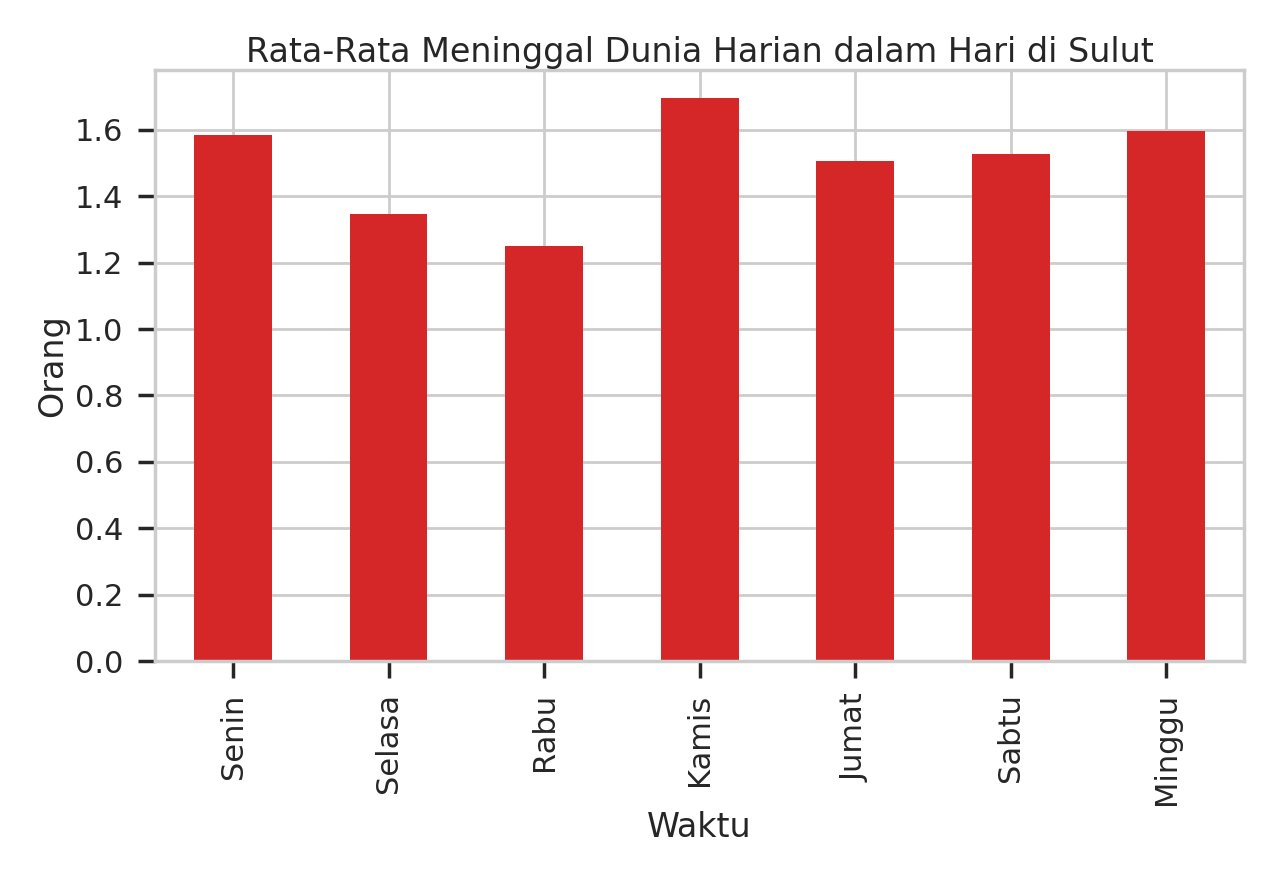 Rata-Rata Meninggal Dunia Harian dalam Hari di Sulut
Orang
1.6
1.4
1.2
1.0
0.8
0.6
0.4
0.2
0.0
Senin
Selasa
Rabu
Kamis
Jumat
Sabtu
Minggu
Waktu